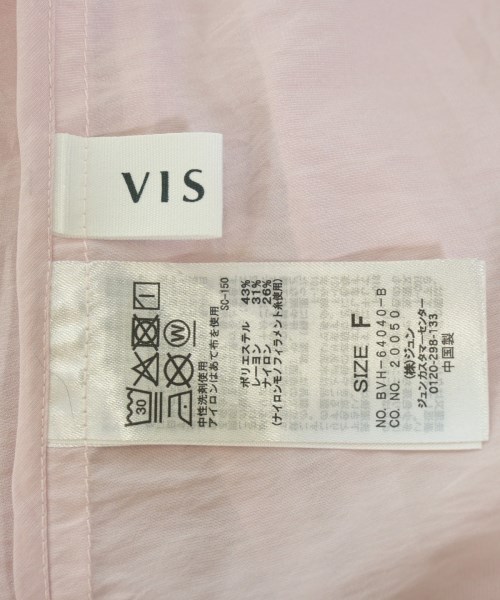 VIS
30
W
中性洗剤使用
アイロンはあて布を使用
SC-150
ポリエステル 43%
レーヨン 31%
ナイロン 26%
(ナイロンモノフィラメント糸使用)
SIZE F
NO. BVH-64040-B
CO. NO. 20050
(株)ジュン
ジュンカスタマーセンター
0120-298-133
中国製